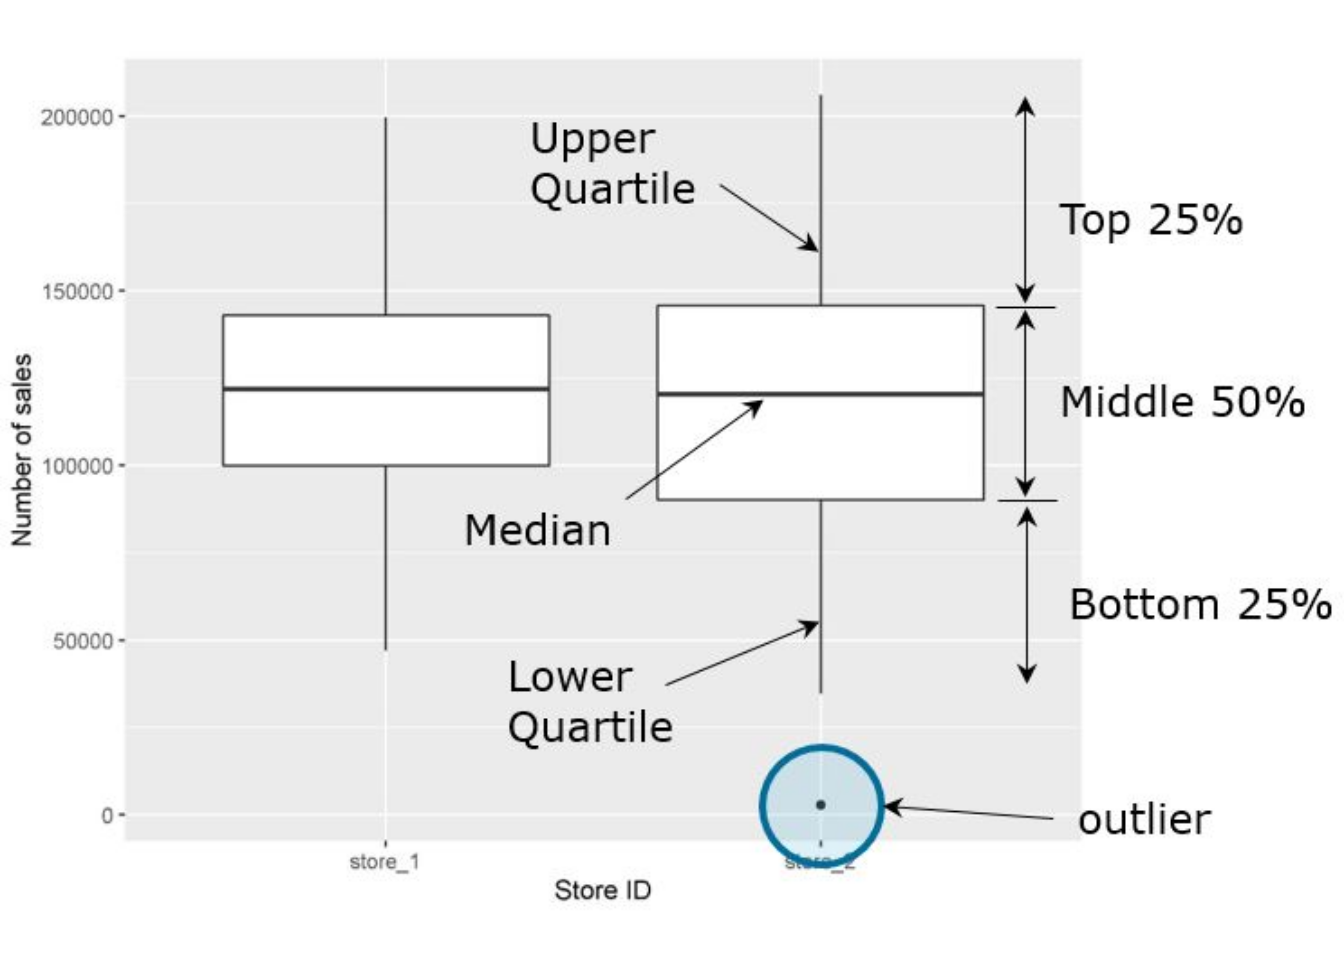 200000
150000
100000
50000
0
Number of sales
Upper
Quartile
Median
Lower
Quartile
Top 25%
Middle 50%
Bottom 25%
outlier
store_1
store_2
Store ID